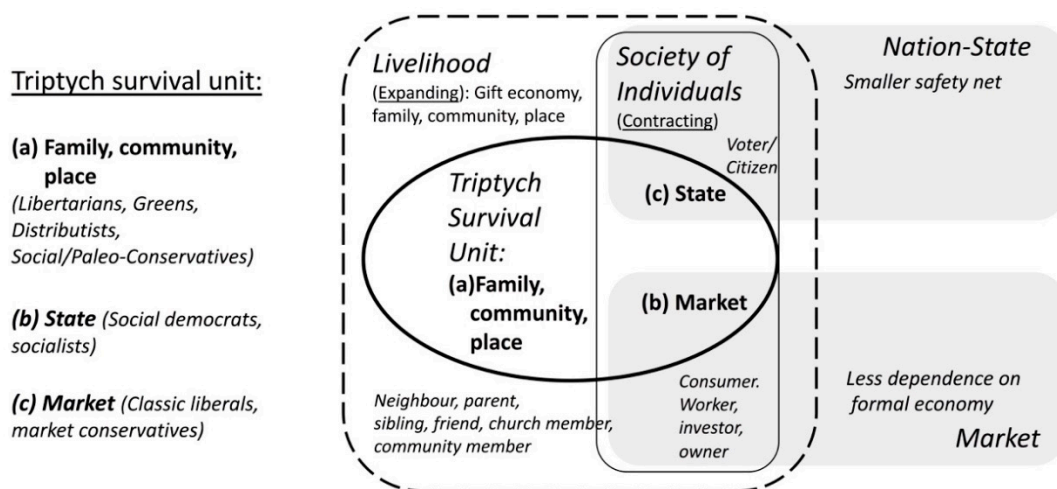 Triptych survival unit:
(a) Family, community,
place
(Libertarians, Greens,
Distributists,
Social/Paleo-Conservatives)
(b) State (Social democrats,
socialists)
(c) Market (Classic liberals,
market conservatives)
Livelihood
(Expanding): Gift economy,
family, community, place
Society of
Individuals
(Contracting)
Voter/
Citizen
Nation-State
Smaller safety net
Triptych
Survival
Unit:
(a)Family,
community,
place
(c) State
(b) Market
Neighbour, parent,
sibling, friend, church member,
community member
Consumer.
Worker,
investor,
owner
Less dependence on
formal economy
Market